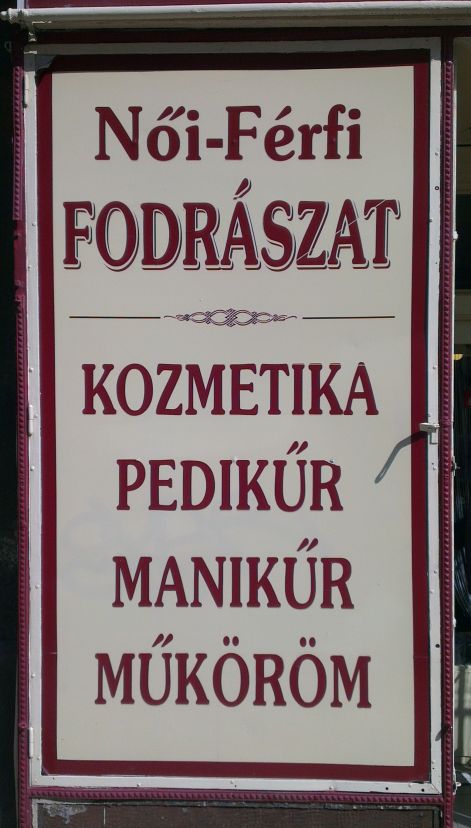 Női-Férfi
FODRÁSZAT
KOZMETIKA
PEDIKŰR
MANIKŰR
MŰKÖRÖM